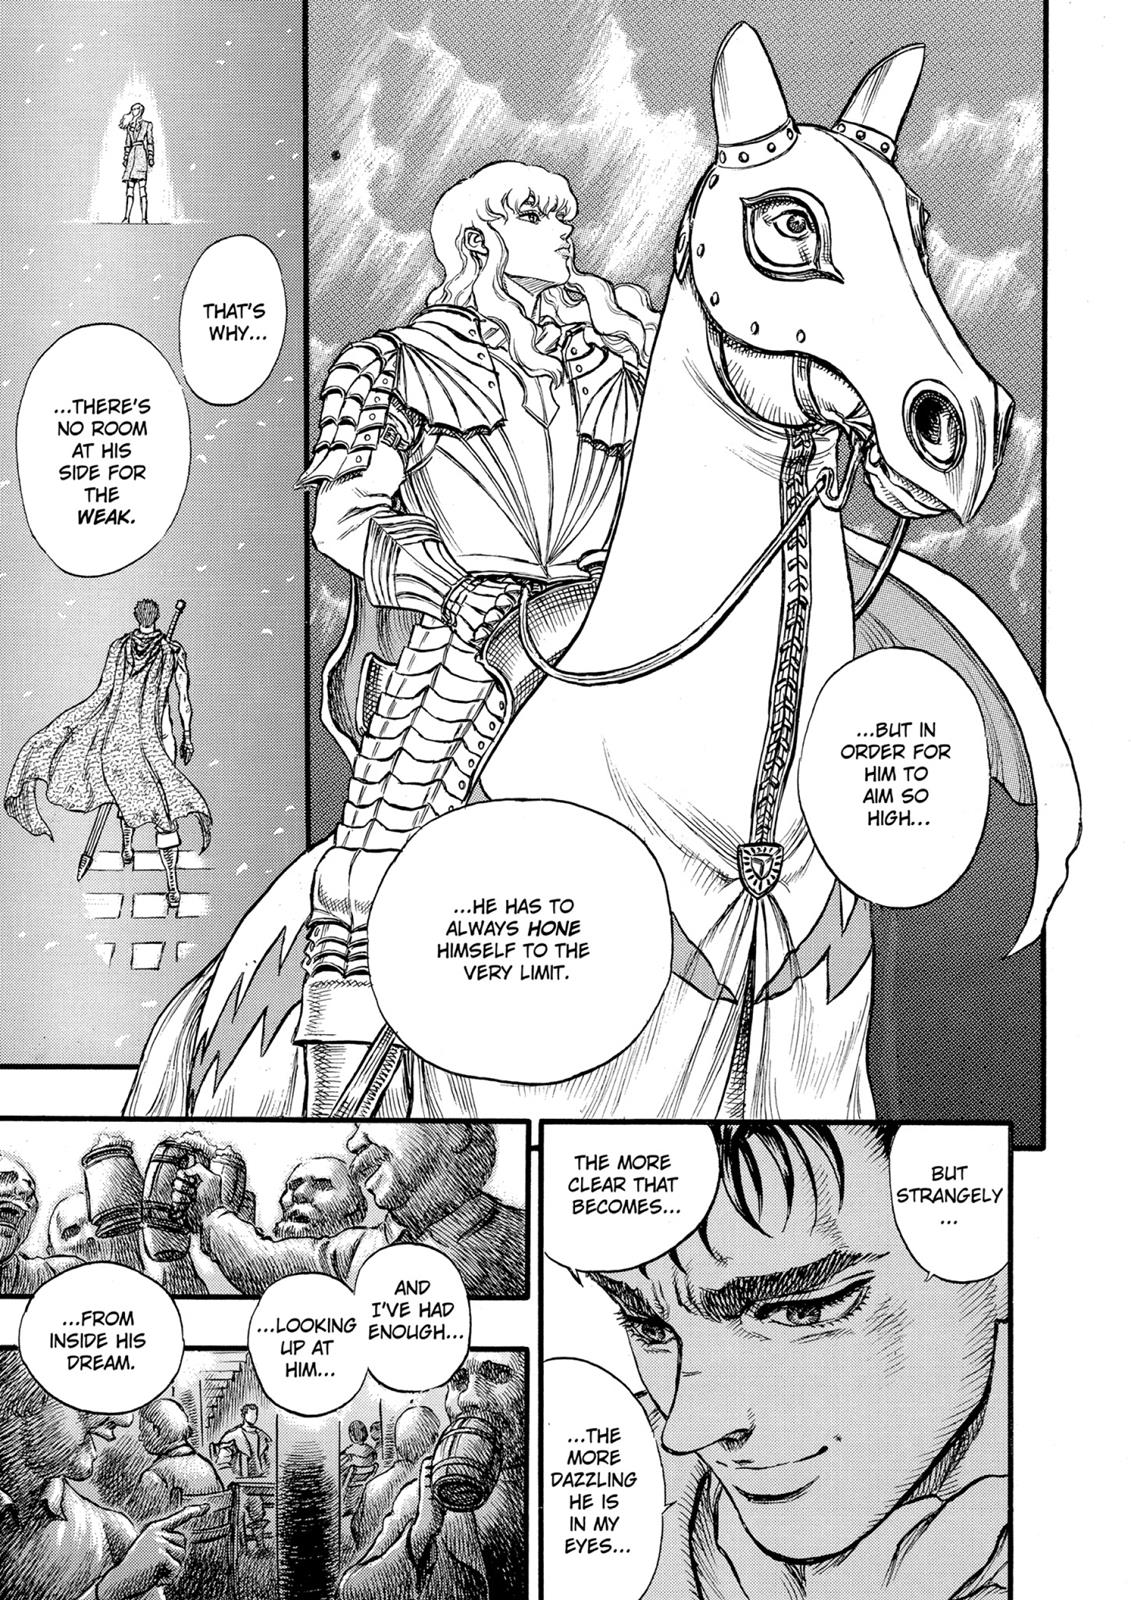 ...BUT IN
ORDER FOR
HIM TO
AIM SO
HIGH...
...HE HAS TO
ALWAYS HONE
HIMSELF TO THE
VERY LIMIT.
THAT'S
WHY...
...THERE'S
NO ROOM
AT HIS
SIDE FOR
THE
WEAK.
BUT
STRANGELY
...
THE MORE
CLEAR THAT
BECOMES...
...THE
MORE
DAZZLING
HE IS
IN MY
EYES...
AND
I'VE HAD
ENOUGH...
...LOOKING
UP AT
HIM...
...FROM
INSIDE HIS
DREAM.